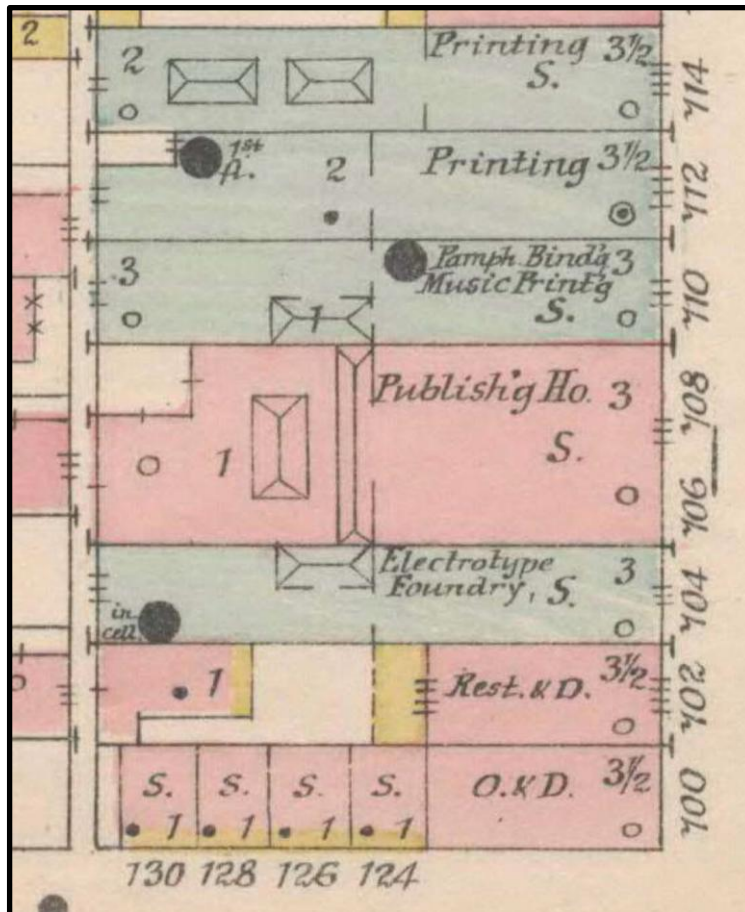 2
2
Printing 3½
S.
714
1st
fl.
2
Printing 3½
712
3
Pamph. Bind'g 3
Music Print'g
S.
1
710
Publish'g Ho. 3
S.
1
708
706
Electrotype
Foundry, S.
3
in
cell.
704
1
Rest. & D. 3½
702
S. S. S. S.
1 1 1 1
O. & D. 3½
700
130 128 126 124